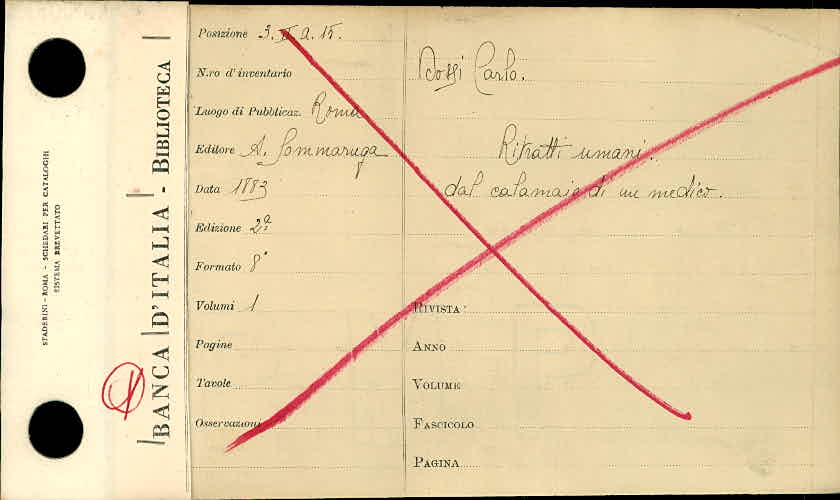 STADERINI - ROMA - SCHEDARI PER CATALOGHI
SISTEMA BREVETTATO
BANCA D'ITALIA - BIBLIOTECA
Posizione 3. II. a. 15.
N.ro d'inventario
Luogo di Pubblicaz. Roma
Editore A. Sommaruga
Data 1883
Edizione 2ª
Formato 8°
Volumi 1
Pagine
Tavole
Osservazioni
Dossi Carlo.
Ritratti umani.
dal calamaio di un medico.
RIVISTA
ANNO
VOLUME
FASCICOLO
PAGINA